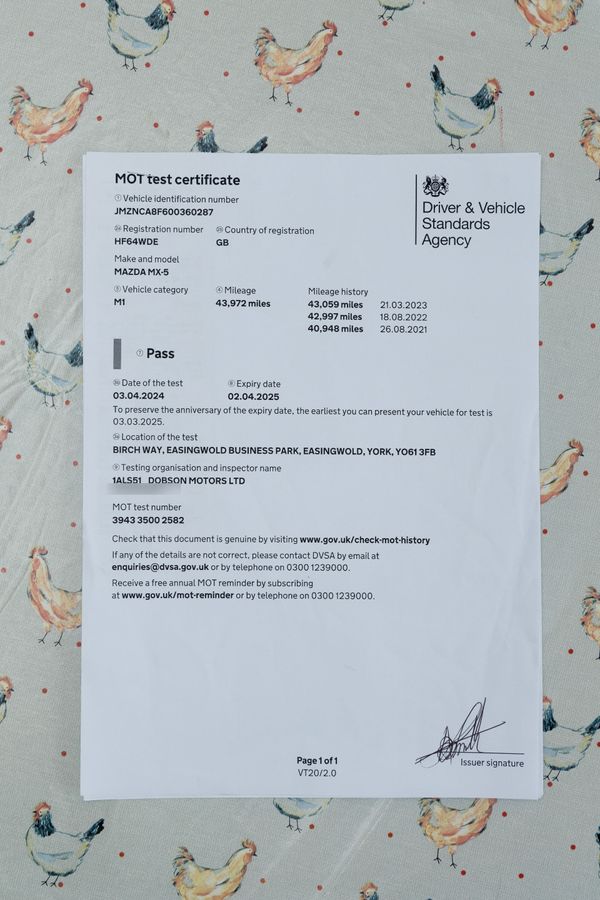 MOT test certificate
① Vehicle identification number
JMZNCA8F600360287
Registration number Country of registration
HF64WDE GB
Make and model
MAZDA MX-5
③ Vehicle category ④ Mileage Mileage history
M1 43,972 miles 43,059 miles 21.03.2023
42,997 miles 18.08.2022
40,948 miles 26.08.2021
Driver & Vehicle
Standards
Agency
⑦ Pass
Date of the test ⑧ Expiry date
03.04.2024 02.04.2025
To preserve the anniversary of the expiry date, the earliest you can present your vehicle for test is
03.03.2025.
Location of the test
BIRCH WAY, EASINGWOLD BUSINESS PARK, EASINGWOLD, YORK, YO61 3FB
⑨ Testing organisation and inspector name
1ALS51 DOBSON MOTORS LTD
MOT test number
3943 3500 2582
Check that this document is genuine by visiting www.gov.uk/check-mot-history
If any of the details are not correct, please contact DVSA by email at
enquiries@dvsa.gov.uk or by telephone on 0300 1239000.
Receive a free annual MOT reminder by subscribing
at www.gov.uk/mot-reminder or by telephone on 0300 1239000.
Issuer signature
Page 1 of 1
VT20/2.0